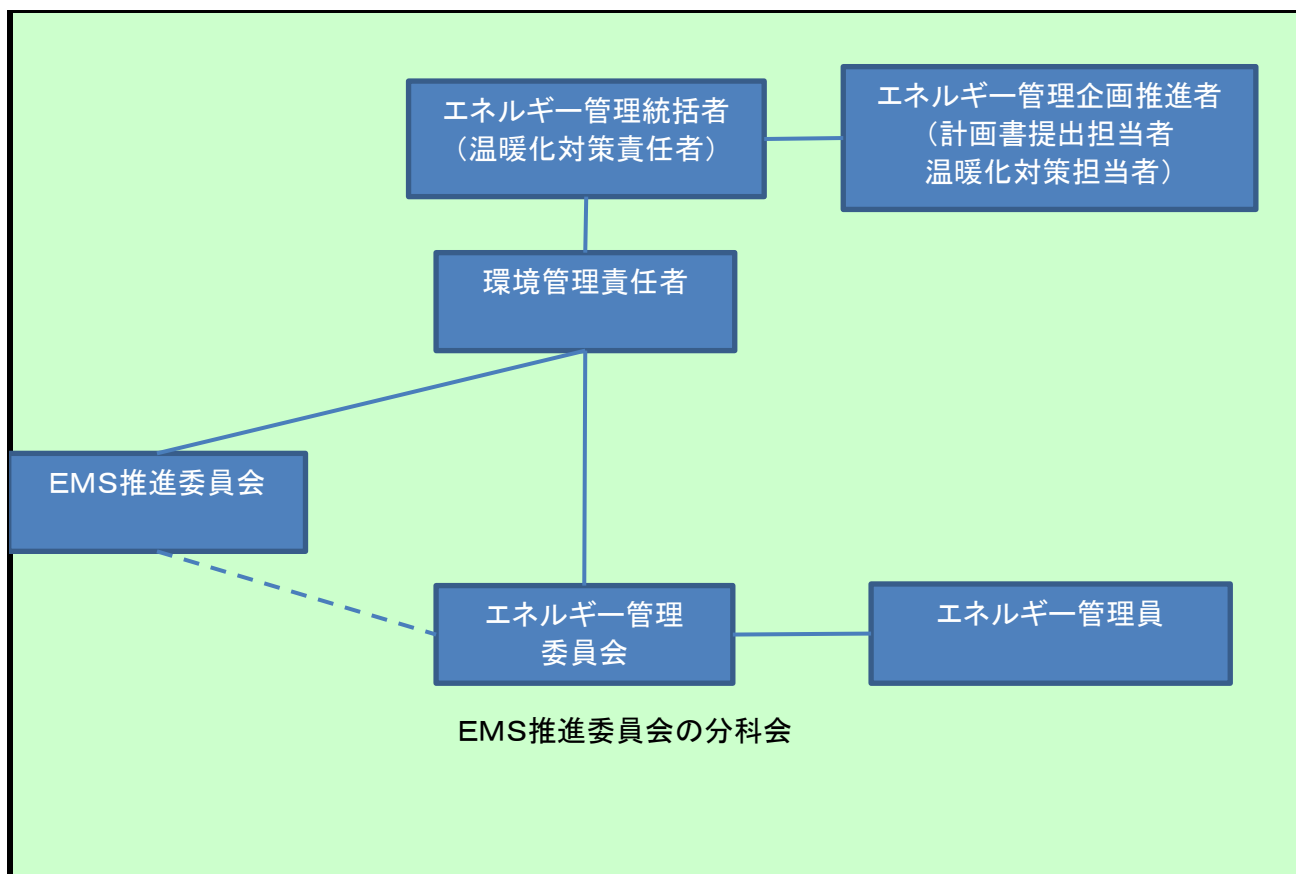 エネルギー管理統括者
（温暖化対策責任者）
エネルギー管理企画推進者
（計画書提出担当者
温暖化対策担当者）
環境管理責任者
ＥＭＳ推進委員会
エネルギー管理
委員会
エネルギー管理員
ＥＭＳ推進委員会の分科会